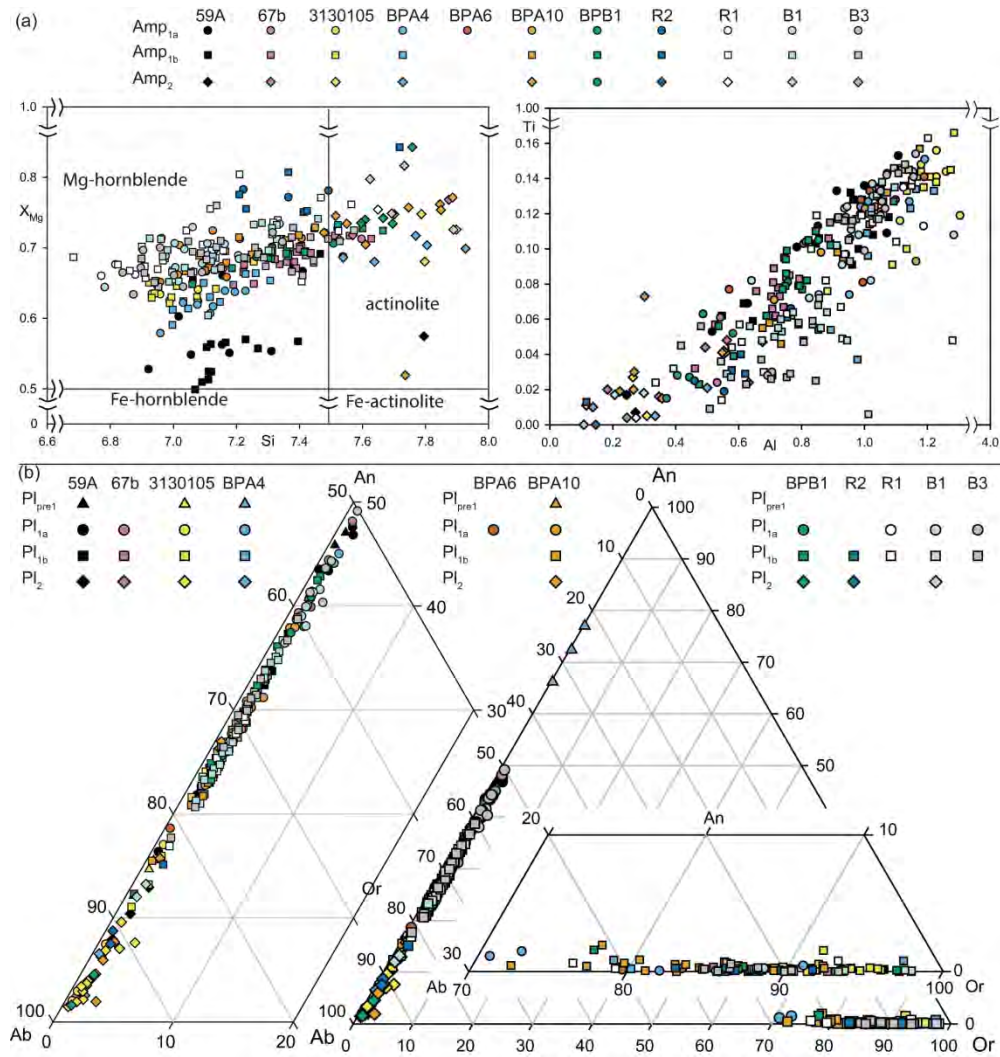 (a)
59A 67b 3130105 BPA4 BPA6 BPA10 BPB1 R2 R1 B1 B3
Amp1a
Amp1b
Amp2
1.0
Mg-hornblende
0.8
XMg
0.7
0.6
actinolite
0.5
Fe-hornblende
Fe-actinolite
0
6.6 6.8 7.0 7.2 Si 7.4 7.6 7.8 8.0
1.00
Ti
0.16
0.14
0.12
0.10
0.08
0.06
0.04
0.02
0.00
0.0 0.2 0.4 0.6 Al 0.8 1.0 1.2 4.0
(b)
59A 67b 3130105 BPA4
Plpre1
Pl1a
Pl1b
Pl2
An
50 50
60
40
70
30
80
90
Or
100
Ab
0 10 20
BPA6 BPA10
Plpre1
Pl1a
Pl1b
Pl2
An
0
100
10
90
20
80
30
70
40
60
50
50
60
70
80
90
100
Ab
0 10 20 30 40 50 60 70 80 90 100
Or
0
BPB1 R2 R1 B1 B3
Plpre1
Pl1a
Pl1b
Pl2
20
An
10
30
0
Ab
Or
70 80 90 100